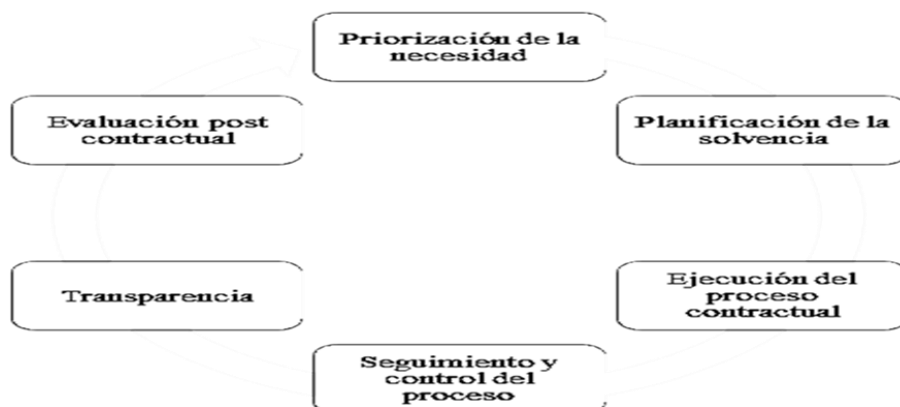 Priorización de la
necesidad
Planificación de la
solvencia
Ejecución del
proceso
contractual
Seguimiento y
control del
proceso
Transparencia
Evaluación post
contractual